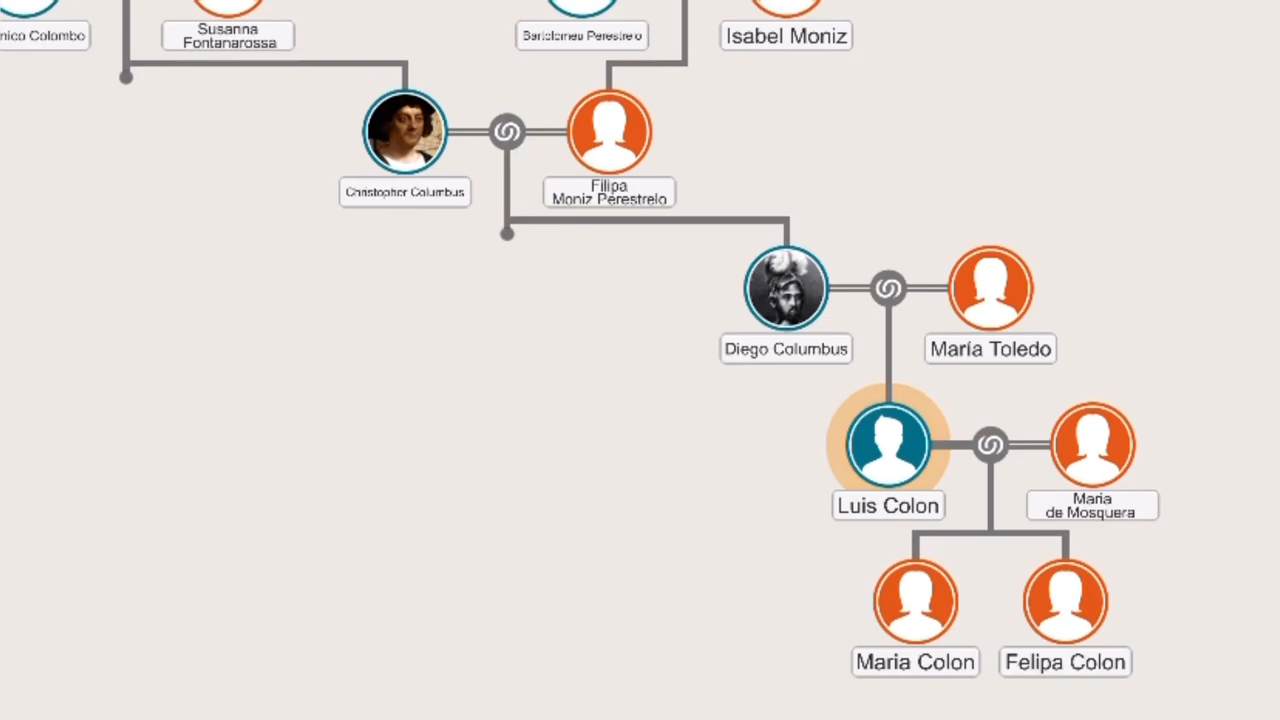 nico Colombo
Susanna
Fontanarossa
Bartolomeu Perestrelo
Isabel Moniz
Christopher Columbus
Filipa
Moniz Perestrelo
Diego Columbus
María Toledo
Luis Colon
Maria
de Mosquera
Maria Colon
Felipa Colon